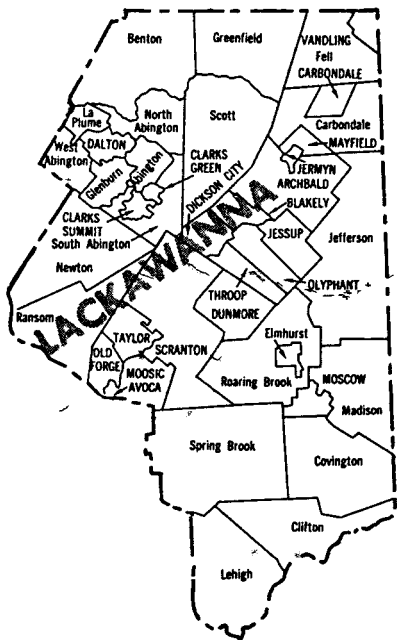 Benton
Greenfield
VANDLING
Fell
CARBONDALE
La
Plume
North
Abington
Scott
Carbondale
MAYFIELD
West
Abington
DALTON
Glenburn
Abington
CLARKS
GREEN
DICKSON CITY
JERMYN
ARCHBALD
BLAKELY
CLARKS
SUMMIT
South Abington
JESSUP
Jefferson
Newton
LACKAWANNA
OLYPHANT
THROOP
DUNMORE
Ransom
TAYLOR
SCRANTON
Elmhurst
OLD
FORGE
MOOSIC
AVOCA
Roaring Brook
MOSCOW
Madison
Spring Brook
Covington
Clifton
Lehigh